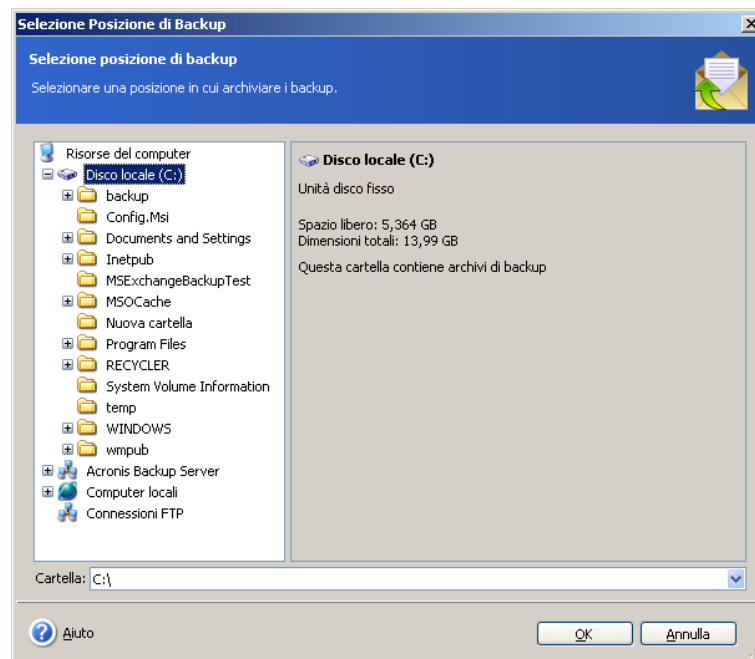 Selezione Posizione di Backup
Selezione posizione di backup
Selezionare una posizione in cui archiviare i backup.
Risorse del computer
Disco locale (C:)
backup
Config.Msi
Documents and Settings
Inetpub
MSExchangeBackupTest
MSOCache
Nuova cartella
Program Files
RECYCLER
System Volume Information
temp
WINDOWS
wmpub
Acronis Backup Server
Computer locali
Connessioni FTP
Disco locale (C:)
Unità disco fisso
Spazio libero: 5,364 GB
Dimensioni totali: 13,99 GB
Questa cartella contiene archivi di backup
Cartella: C:\
Aiuto
OK
Annulla